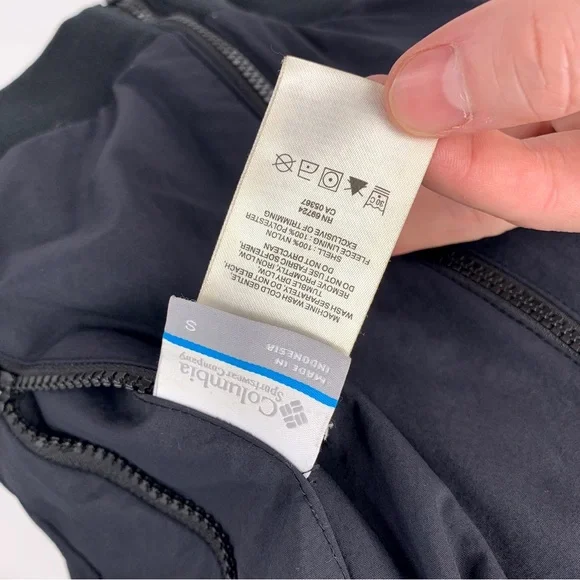 MACHINE WASH COLD GENTLE.
WASH SEPARATELY, DO NOT BLEACH,
TUMBLE DRY LOW,
REMOVE PROMPTLY, IRON LOW,
DO NOT USE FABRIC SOFTENER,
DO NOT DRYCLEAN
SHELL: 100% NYLON
FLEECE LINING: 100% POLYESTER
EXCLUSIVE OF TRIMMING
RN 69724
CA 05367
30C
Columbia
Sportswear Company
MADE IN
INDONESIA
S